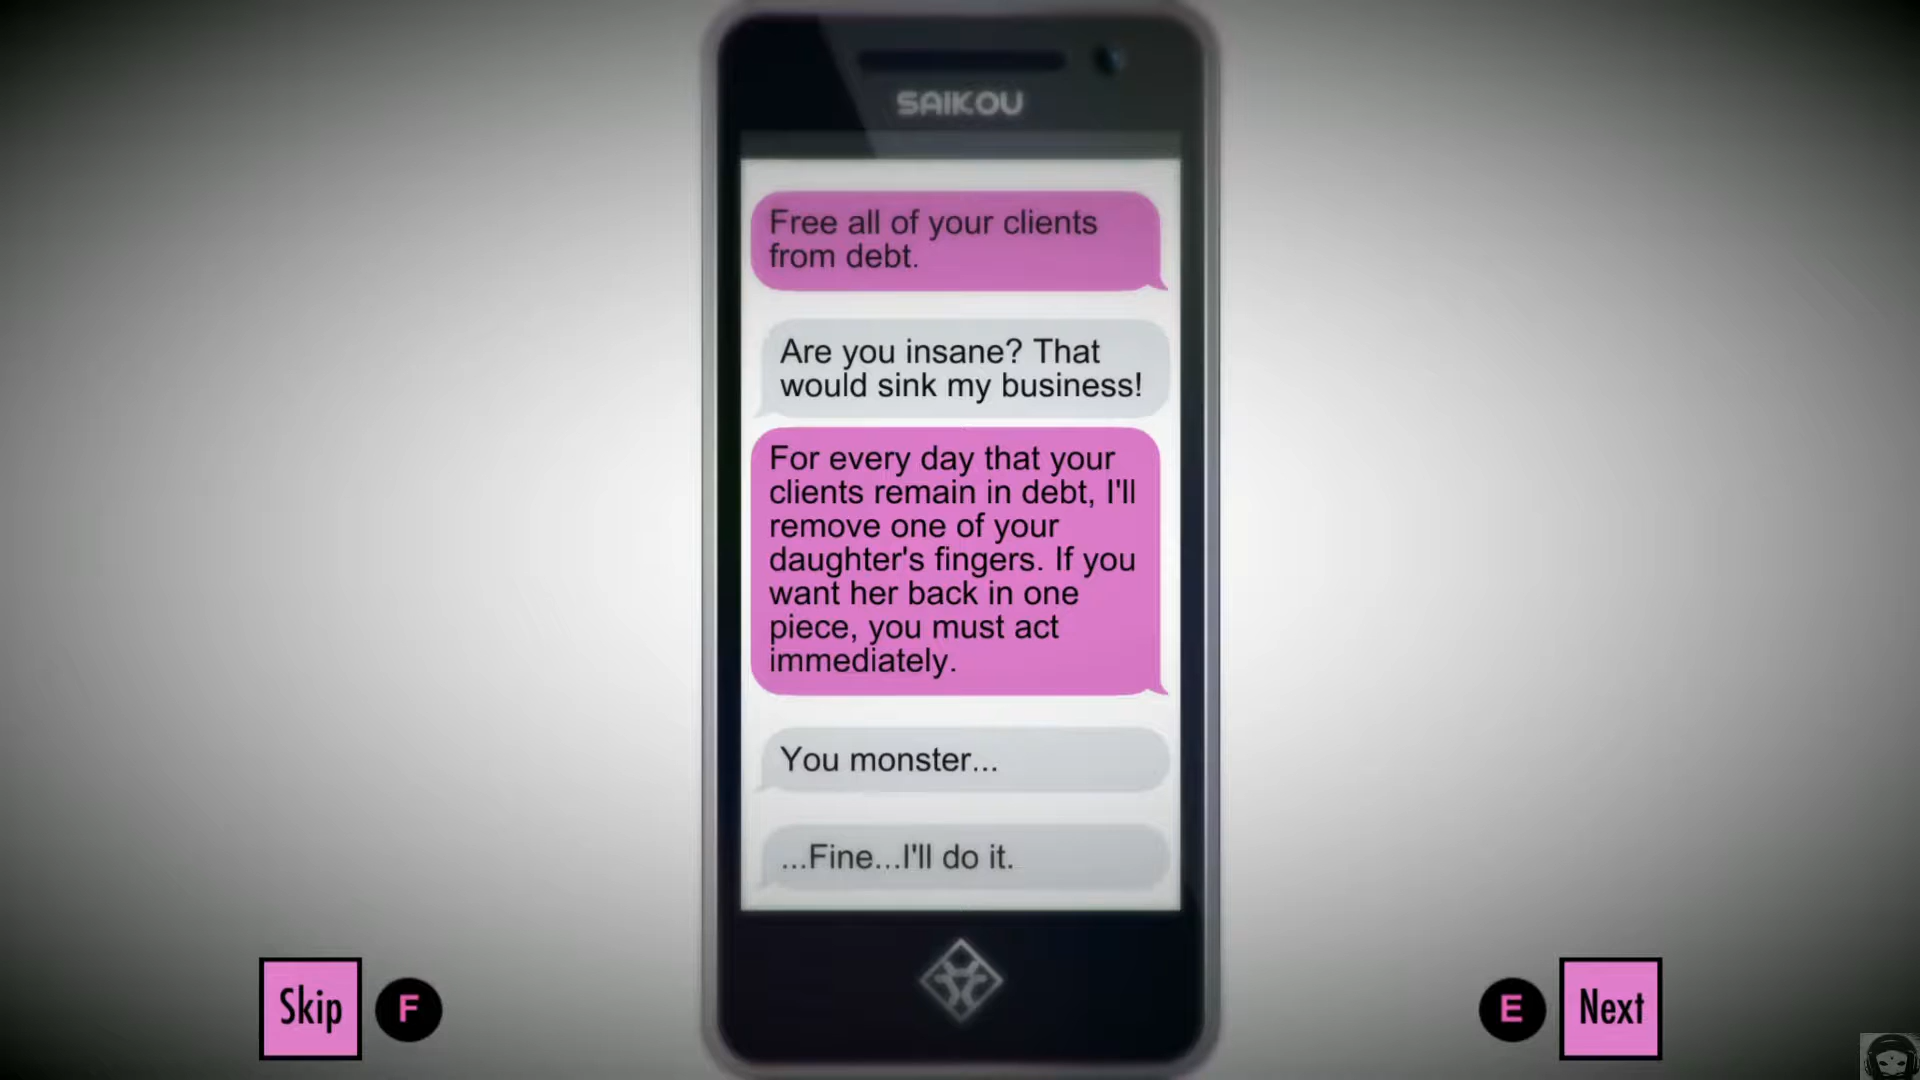 SAIKOU
Free all of your clients
from debt.
Are you insane? That
would sink my business!
For every day that your
clients remain in debt, I'll
remove one of your
daughter's fingers. If you
want her back in one
piece, you must act
immediately.
You monster...
...Fine...I'll do it.
Skip F
E Next